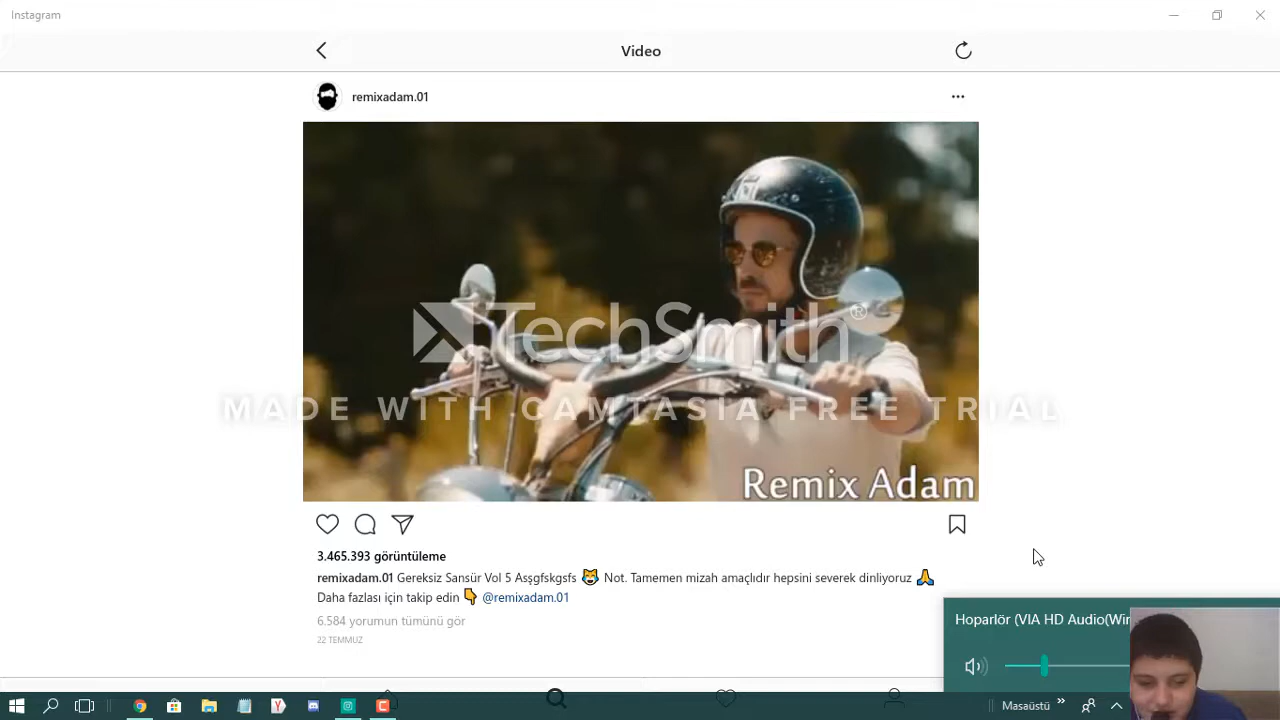 Instagram
Video
remixadam.01
TechSmith®
MADE WITH CAMTASIA FREE TRIAL
Remix Adam
3.465.393 görüntüleme
remixadam.01 Gereksiz Sansür Vol 5 Asşgfskgsfs 😹 Not. Tamemen mizah amaçlıdır hepsini severek dinliyoruz 🙏
Daha fazlası için takip edin 👇 @remixadam.01
6.584 yorumun tümünü gör
22 TEMMUZ
Hoparlör (VIA HD Audio(Win
Masaüstü